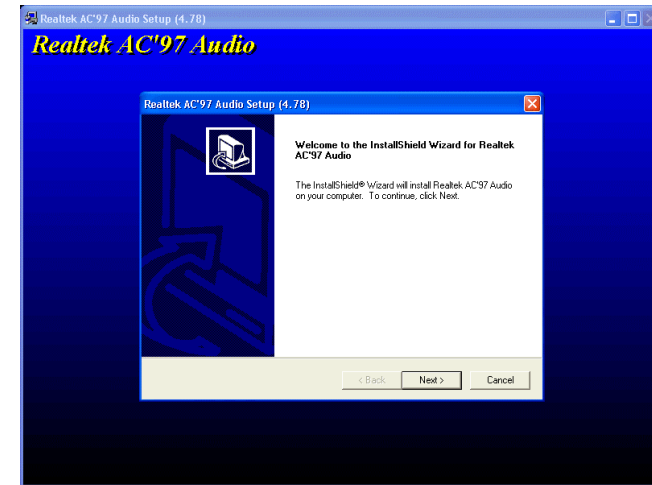 Realtek AC'97 Audio Setup (4.78)
Realtek AC'97 Audio
Realtek AC'97 Audio Setup (4.78)
Welcome to the InstallShield Wizard for Realtek
AC'97 Audio
The InstallShield® Wizard will install Realtek AC'97 Audio
on your computer. To continue, click Next.
< Back Next > Cancel